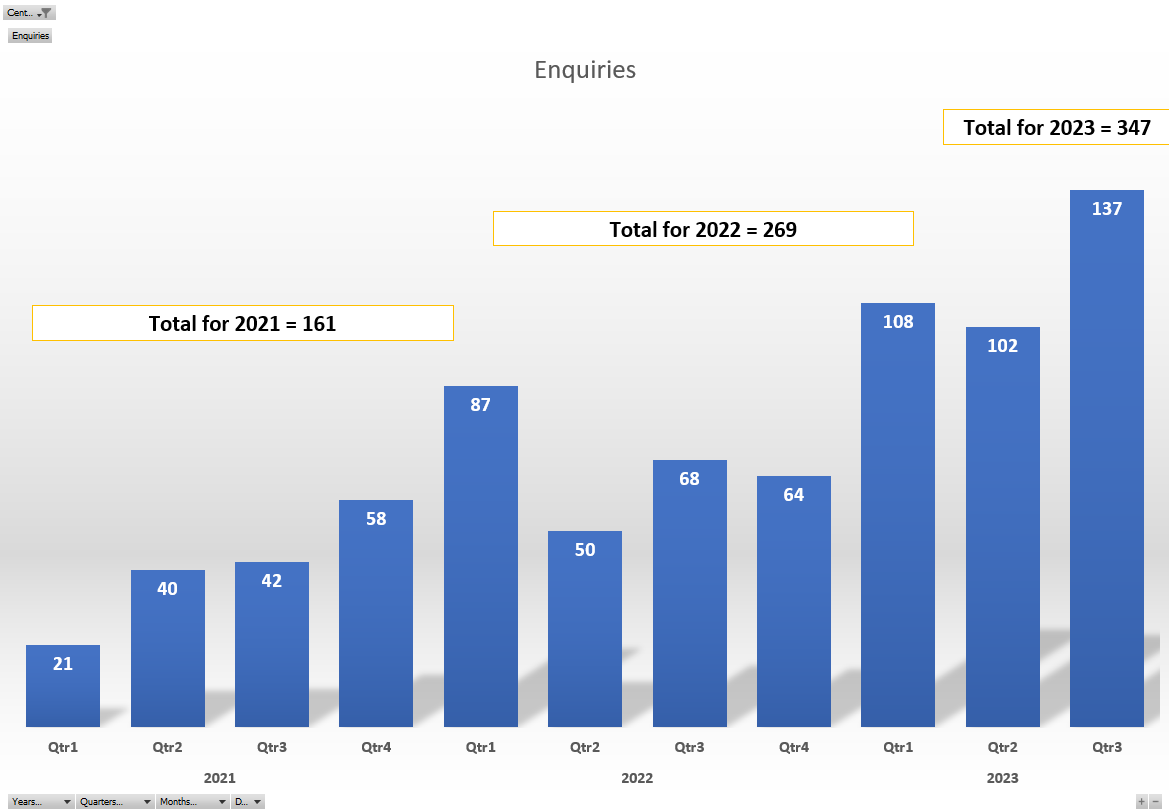 Cent...
Enquiries
Enquiries
Total for 2023 = 347
Total for 2022 = 269
Total for 2021 = 161
21
40
42
58
87
50
68
64
108
102
137
Qtr1 Qtr2 Qtr3 Qtr4 Qtr1 Qtr2 Qtr3 Qtr4 Qtr1 Qtr2 Qtr3
2021 2022 2023
Years... Quarters... Months... D...